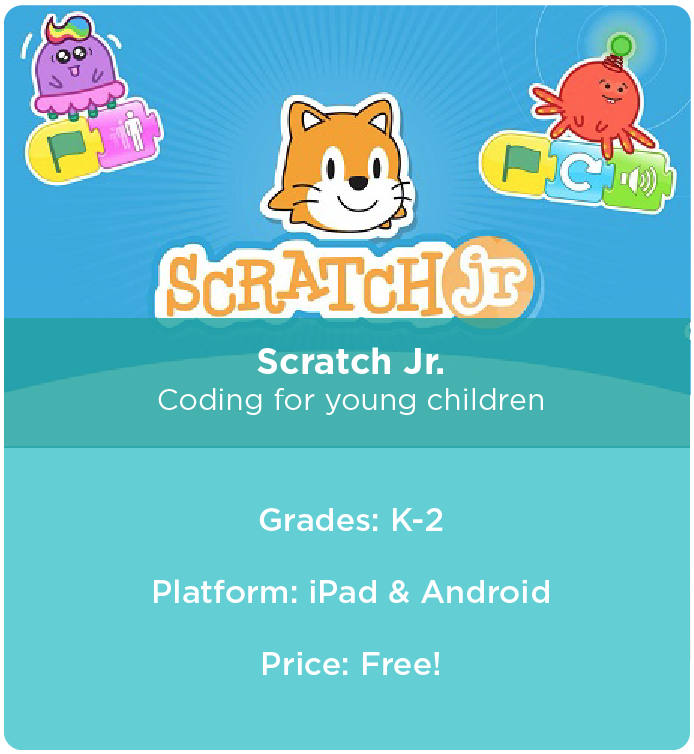 SCRATCH jr
Scratch Jr.
Coding for young children
Grades: K-2
Platform: iPad & Android
Price: Free!